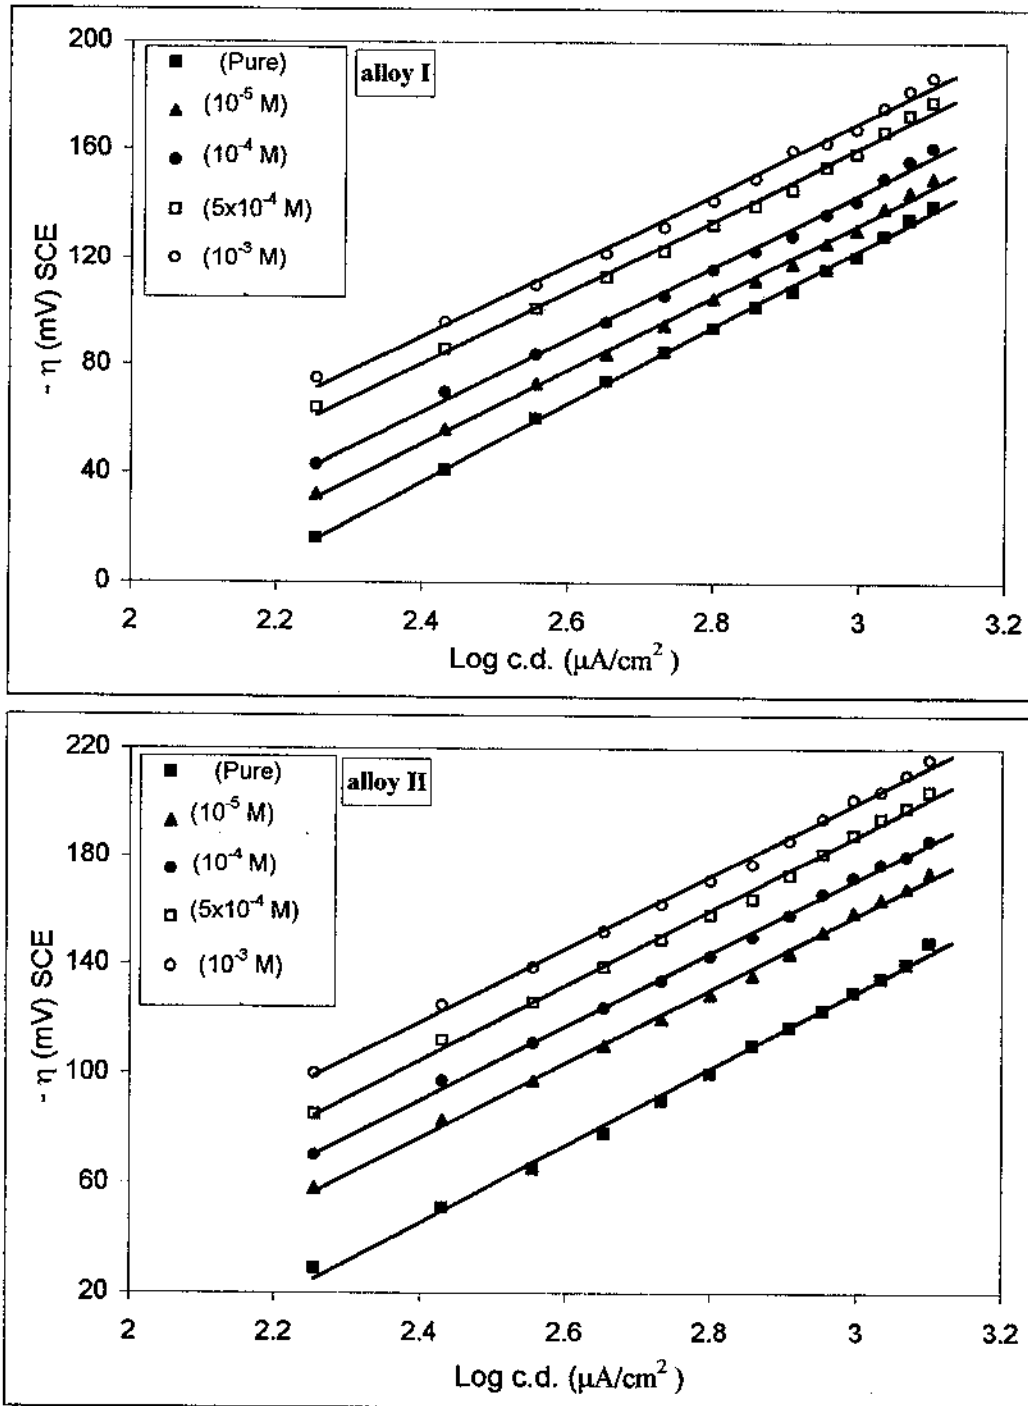 200
160
120
80
40
0
- η (mV) SCE
(Pure)
(10⁻⁵ M)
(10⁻⁴ M)
(5x10⁻⁴ M)
(10⁻³ M)
alloy I
2 2.2 2.4 2.6 2.8 3 3.2
Log c.d. (μA/cm² )
220
180
140
100
60
20
- η (mV) SCE
(Pure)
(10⁻⁵ M)
(10⁻⁴ M)
(5x10⁻⁴ M)
(10⁻³ M)
alloy II
2 2.2 2.4 2.6 2.8 3 3.2
Log c.d. (μA/cm² )